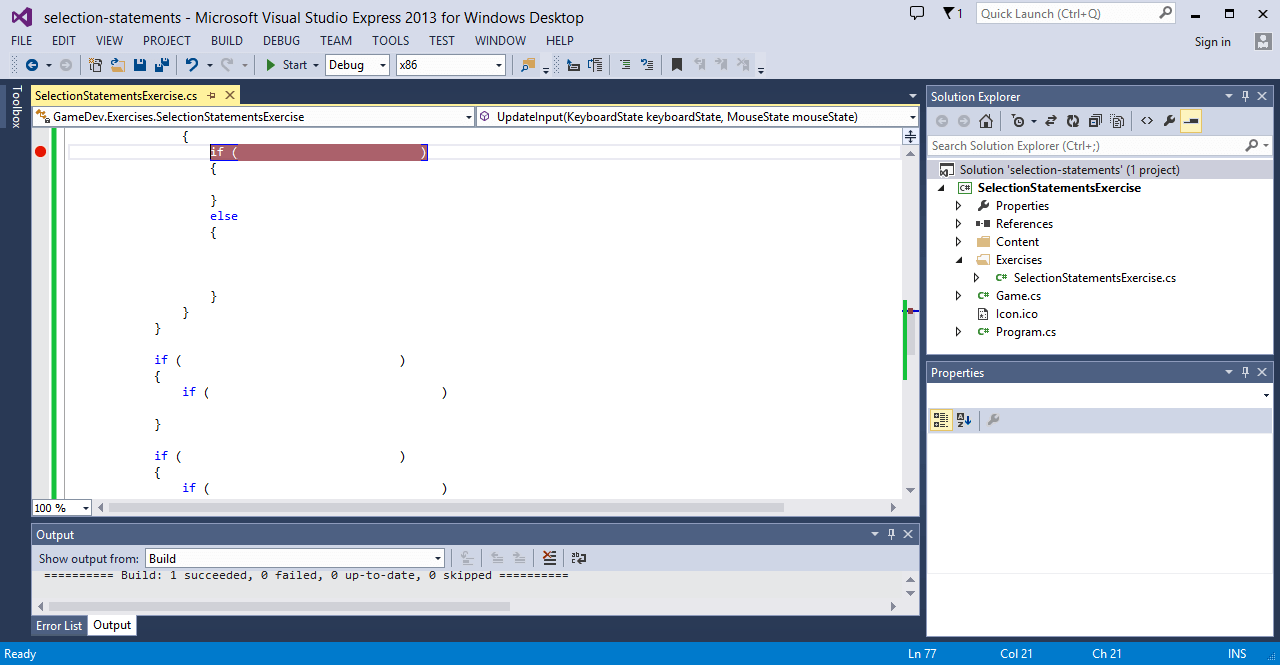 selection-statements - Microsoft Visual Studio Express 2013 for Windows Desktop
1
Quick Launch (Ctrl+Q)
FILE EDIT VIEW PROJECT BUILD DEBUG TEAM TOOLS TEST WINDOW HELP
Sign in
Start Debug x86
Toolbox
SelectionStatementsExercise.cs
GameDev.Exercises.SelectionStatementsExercise
UpdateInput(KeyboardState keyboardState, MouseState mouseState)
{
if ( )
{
}
else
{
}
}
}
if ( )
{
if ( )
}
if ( )
{
if ( )
100 %
Output
Show output from: Build
========== Build: 1 succeeded, 0 failed, 0 up-to-date, 0 skipped ==========
Error List Output
Solution Explorer
Search Solution Explorer (Ctrl+;)
Solution 'selection-statements' (1 project)
C# SelectionStatementsExercise
Properties
References
Content
Exercises
C# SelectionStatementsExercise.cs
C# Game.cs
Icon.ico
C# Program.cs
Properties
Ready
Ln 77 Col 21 Ch 21 INS